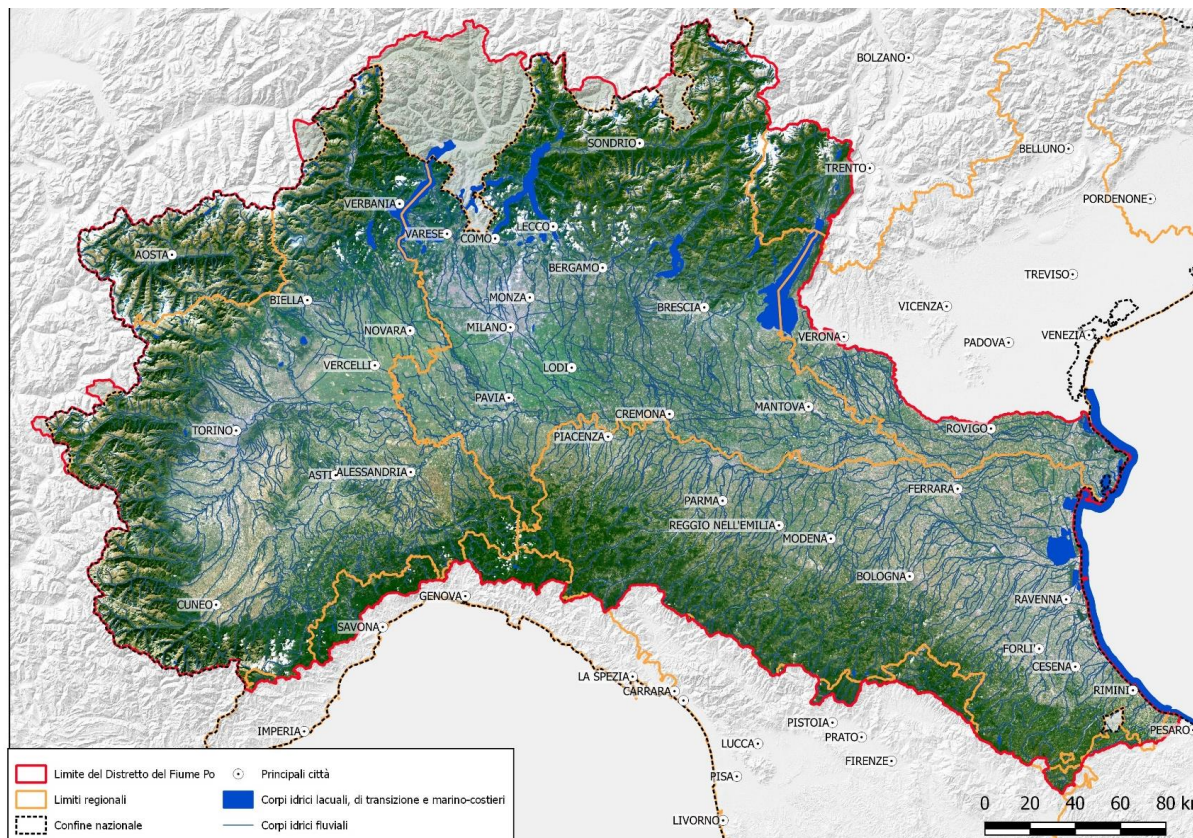 BOLZANO
SONDRIO
BELLUNO
TRENTO
PORDENONE
VERBANIA
VARESE
COMO
LECCO
AOSTA
BERGAMO
TREVISO
BIELLA
MONZA
BRESCIA
VICENZA
NOVARA
MILANO
VERONA
PADOVA
VENEZIA
VERCELLI
LODI
PAVIA
CREMONA
MANTOVA
TORINO
PIACENZA
ROVIGO
ASTI
ALESSANDRIA
FERRARA
PARMA
REGGIO NELL'EMILIA
MODENA
BOLOGNA
CUNEO
GENOVA
RAVENNA
SAVONA
FORLI'
CESENA
LA SPEZIA
CARRARA
RIMINI
IMPERIA
PISTOIA
PESARO
PRATO
LUCCA
FIRENZE
PISA
LIVORNO
Limite del Distretto del Fiume Po
Principali città
Limiti regionali
Corpi idrici lacuali, di transizione e marino-costieri
Confine nazionale
Corpi idrici fluviali
0 20 40 60 80 km